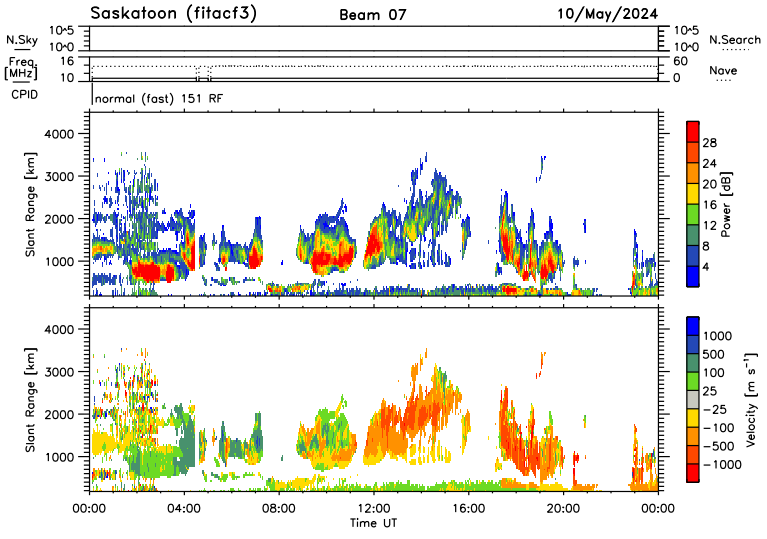 Saskatoon (fitacf3) Beam 07 10/May/2024
N.Sky 10^5 10^0 10^5 10^0 N.Search
Freq. [MHz] 16 10 60 0 Nave
CPID normal (fast) 151 RF
Slant Range [km] 4000 3000 2000 1000
28 24 20 16 12 8 4 Power [dB]
Slant Range [km] 4000 3000 2000 1000
1000 500 100 25 −25 −100 −500 −1000 Velocity [m s⁻¹]
00:00 04:00 08:00 12:00 16:00 20:00 00:00
Time UT